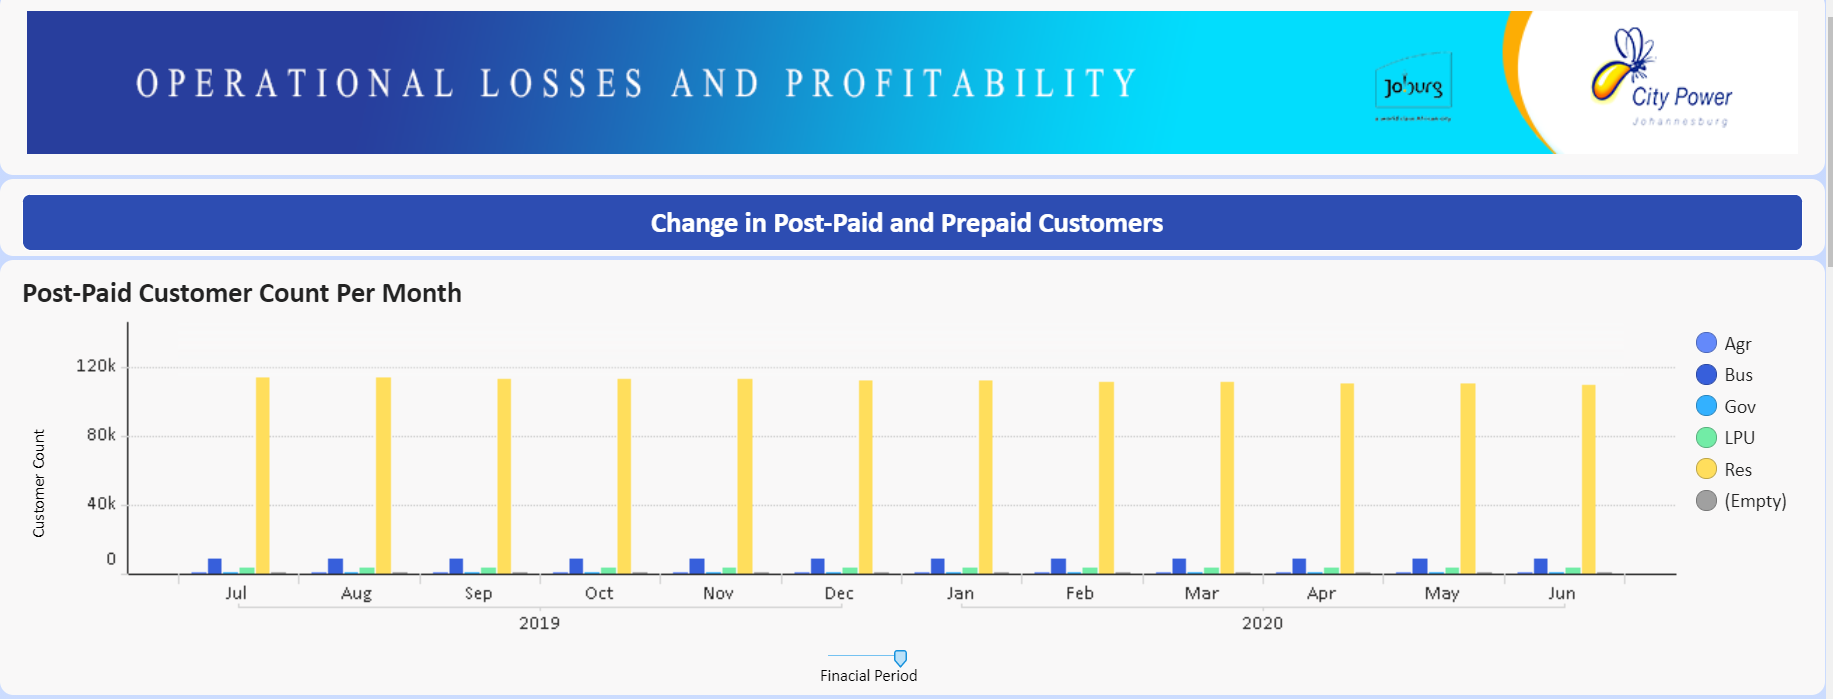 OPERATIONAL LOSSES AND PROFITABILITY
Joburg
City Power
Johannesburg
Change in Post-Paid and Prepaid Customers
Post-Paid Customer Count Per Month
Customer Count
120k
80k
40k
0
Jul Aug Sep Oct Nov Dec Jan Feb Mar Apr May Jun
2019 2020
Finacial Period
Agr
Bus
Gov
LPU
Res
(Empty)